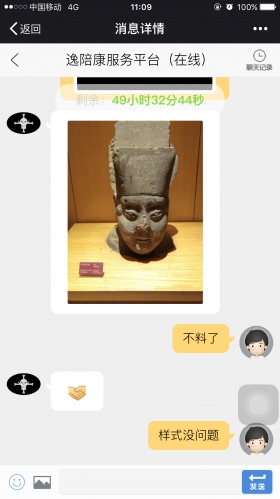 中国移动 4G 11:09 100%
返回 消息详情
逸陪康服务平台（在线） 聊天记录
剩余：49小时32分44秒
不料了
样式没问题
发送